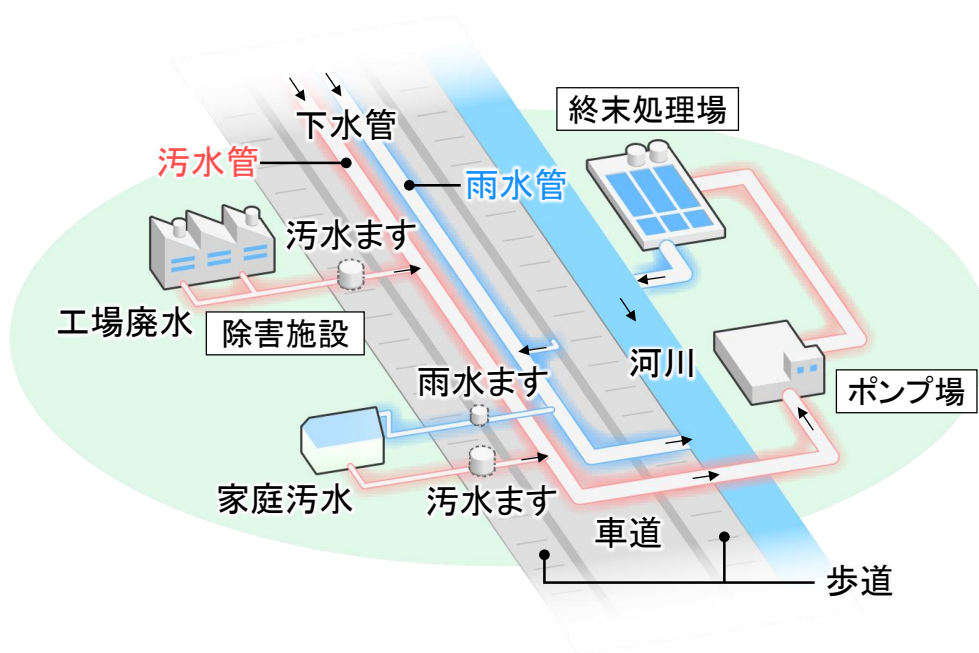 終末処理場
下水管
汚水管
雨水管
汚水ます
工場廃水
除害施設
河川
雨水ます
ポンプ場
家庭汚水
汚水ます
車道
歩道